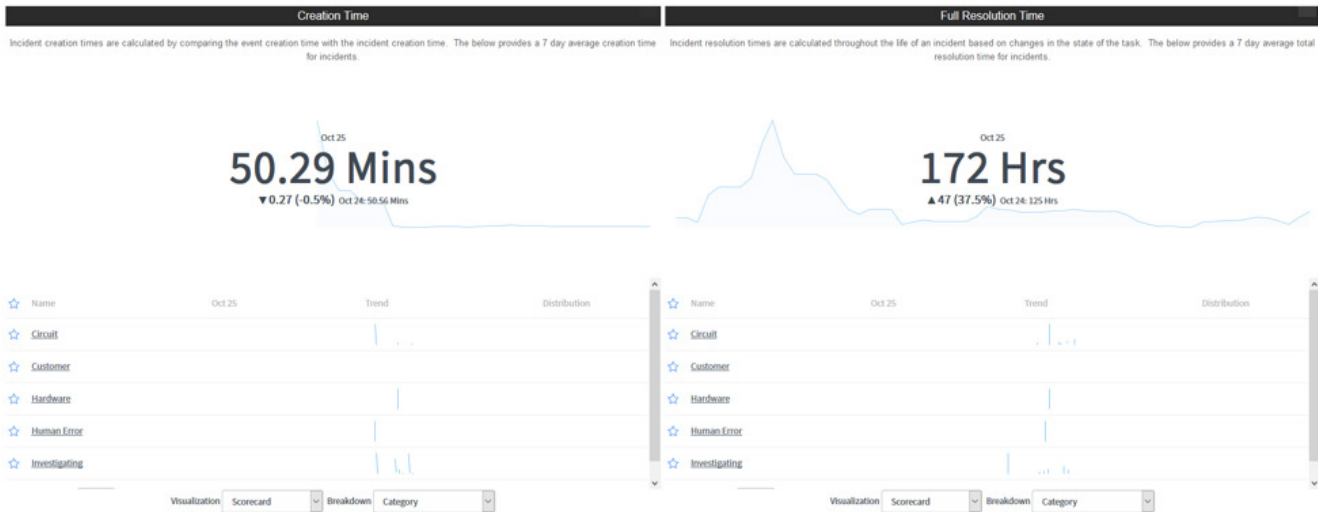 Creation Time
Incident creation times are calculated by comparing the event creation time with the incident creation time. The below provides a 7 day average creation time
for incidents.
Oct 25
50.29 Mins
▼0.27 (-0.5%) Oct 24: 50.56 Mins
Name Oct 25 Trend Distribution
Circuit
Customer
Hardware
Human Error
Investigating
Visualization Scorecard Breakdown Category
Full Resolution Time
Incident resolution times are calculated throughout the life of an incident based on changes in the state of the task. The below provides a 7 day average total
resolution time for incidents.
Oct 25
172 Hrs
▲47 (37.5%) Oct 24: 125 Hrs
Name Oct 25 Trend Distribution
Circuit
Customer
Hardware
Human Error
Investigating
Visualization Scorecard Breakdown Category